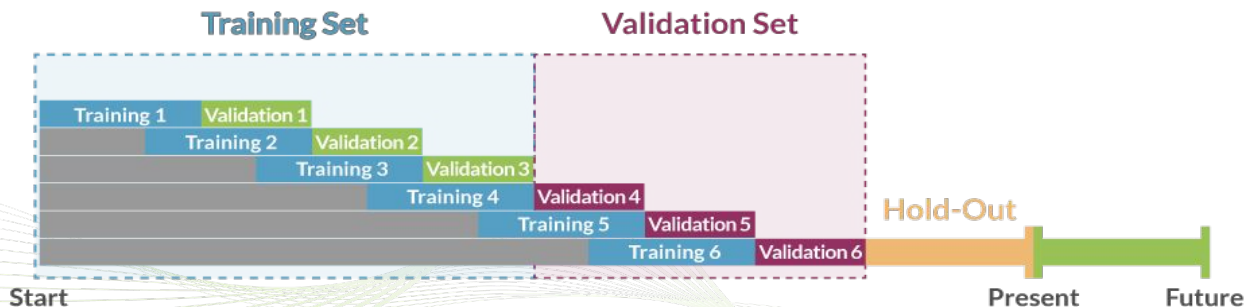 Training Set
Validation Set
Training 1 Validation 1
Training 2 Validation 2
Training 3 Validation 3
Training 4 Validation 4
Training 5 Validation 5
Training 6 Validation 6
Hold-Out
Start
Present
Future